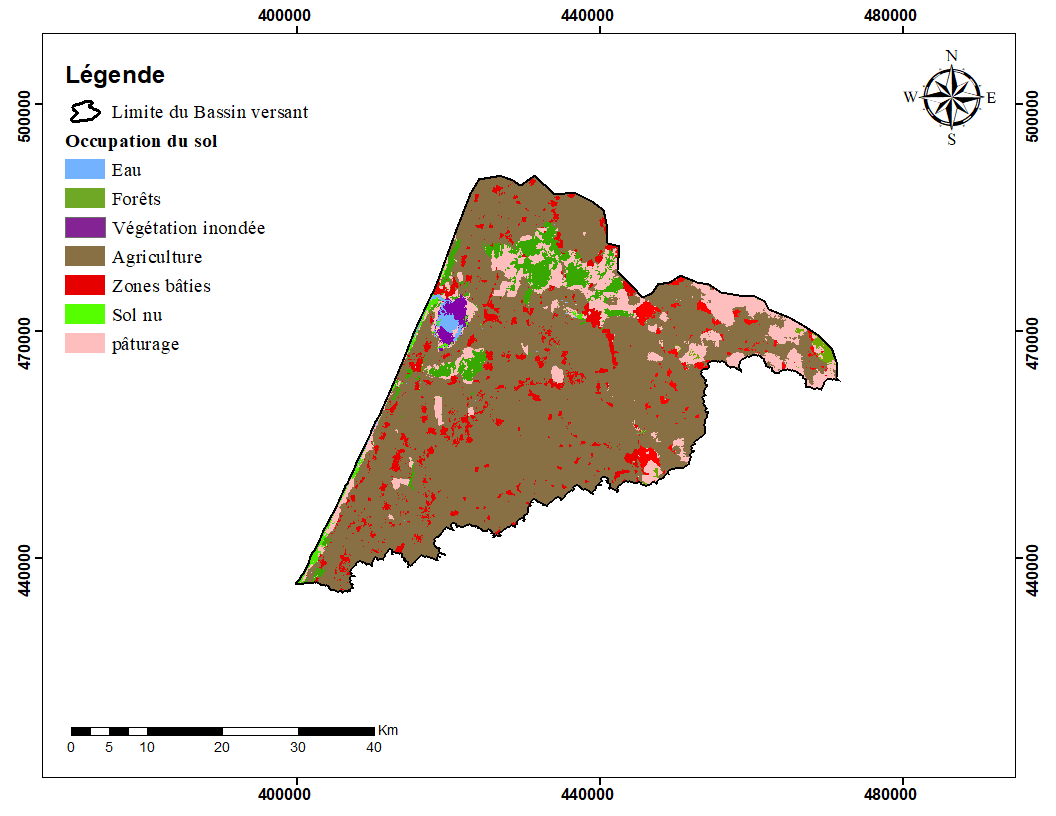 400000 440000 480000
Légende
Limite du Bassin versant
Occupation du sol
Eau
Forêts
Végétation inondée
Agriculture
Zones bâties
Sol nu
pâturage
N
W E
S
500000 500000
470000 470000
440000 440000
Km
0 5 10 20 30 40
400000 440000 480000